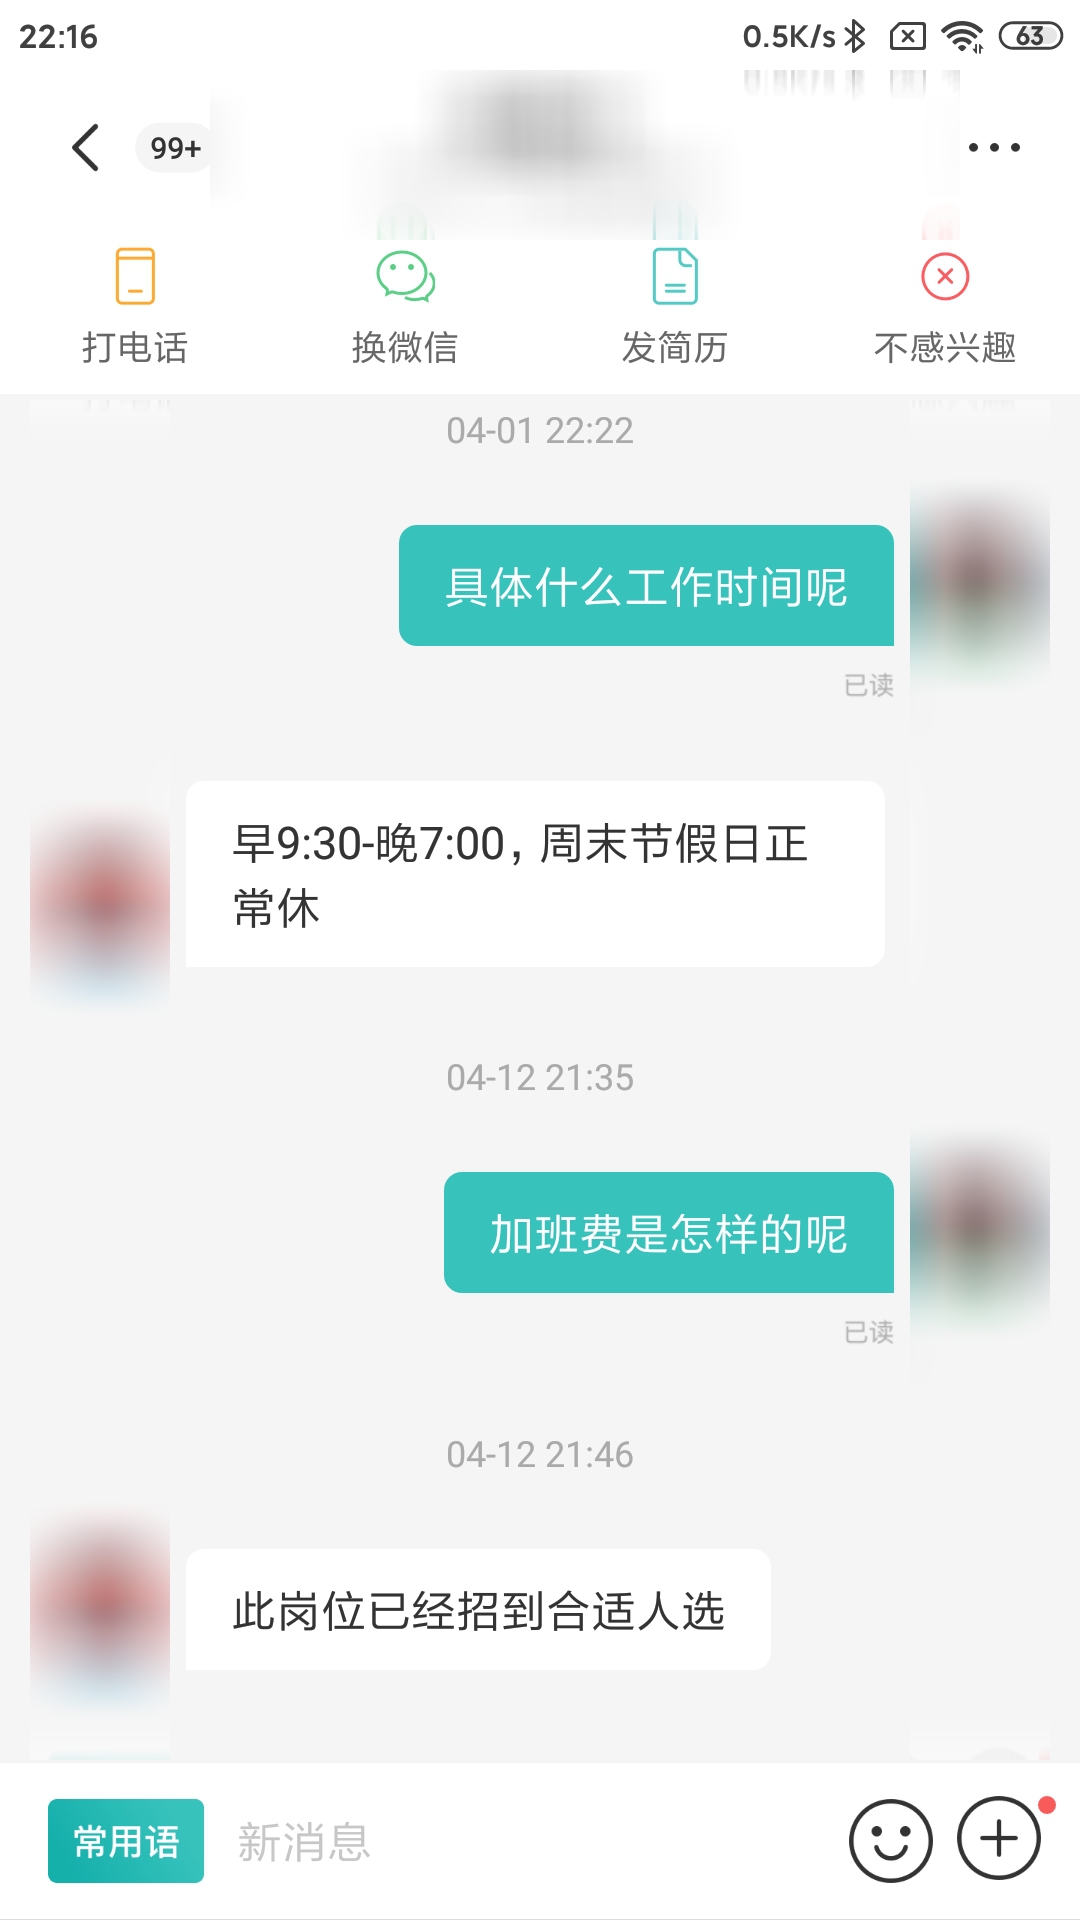 22:16
0.5K/s
63
99+
打电话
换微信
发简历
不感兴趣
04-01 22:22
具体什么工作时间呢
已读
早9:30-晚7:00，周末节假日正
常休
04-12 21:35
加班费是怎样的呢
已读
04-12 21:46
此岗位已经招到合适人选
常用语
新消息